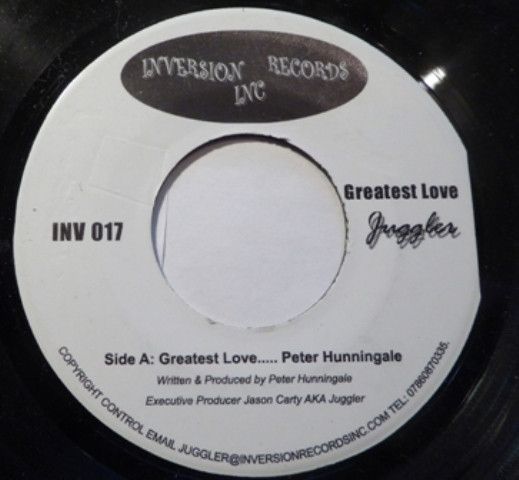 INVERSION RECORDS
INC
Greatest Love
Juggler
INV 017
Side A: Greatest Love..... Peter Hunningale
Written & Produced by Peter Hunningale
Executive Producer Jason Carty AKA Juggler
COPYRIGHT CONTROL EMAIL JUGGLER@INVERSIONRECORDSINC.COM TEL: 07860870335.